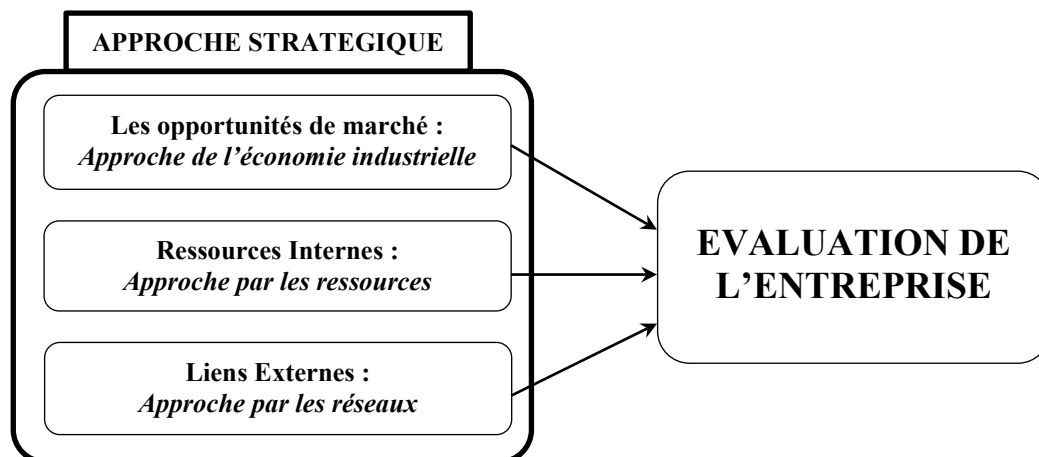 APPROCHE STRATEGIQUE
Les opportunités de marché :
Approche de l’économie industrielle
Ressources Internes :
Approche par les ressources
Liens Externes :
Approche par les réseaux
EVALUATION DE
L’ENTREPRISE